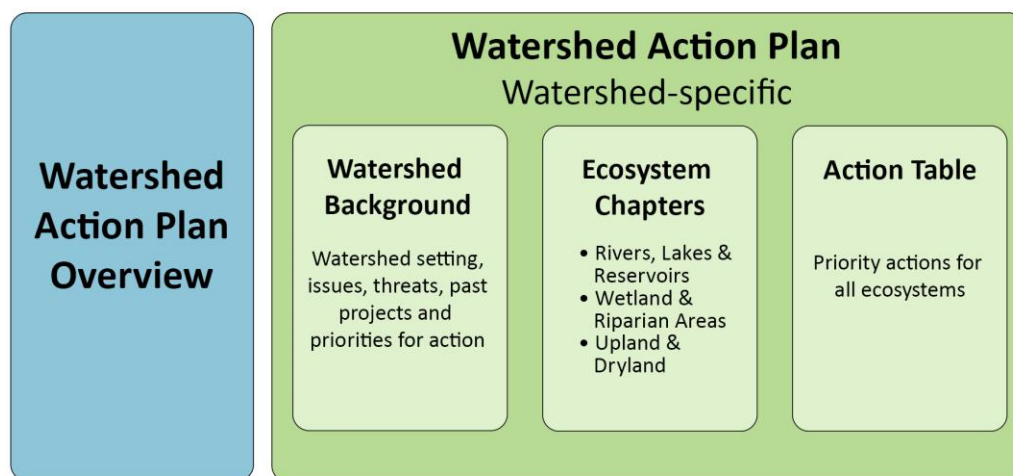 Watershed
Action Plan
Overview
Watershed Action Plan
Watershed-specific
Watershed
Background
Watershed setting,
issues, threats, past
projects and
priorities for action
Ecosystem
Chapters
• Rivers, Lakes &
Reservoirs
• Wetland &
Riparian Areas
• Upland &
Dryland
Action Table
Priority actions for
all ecosystems